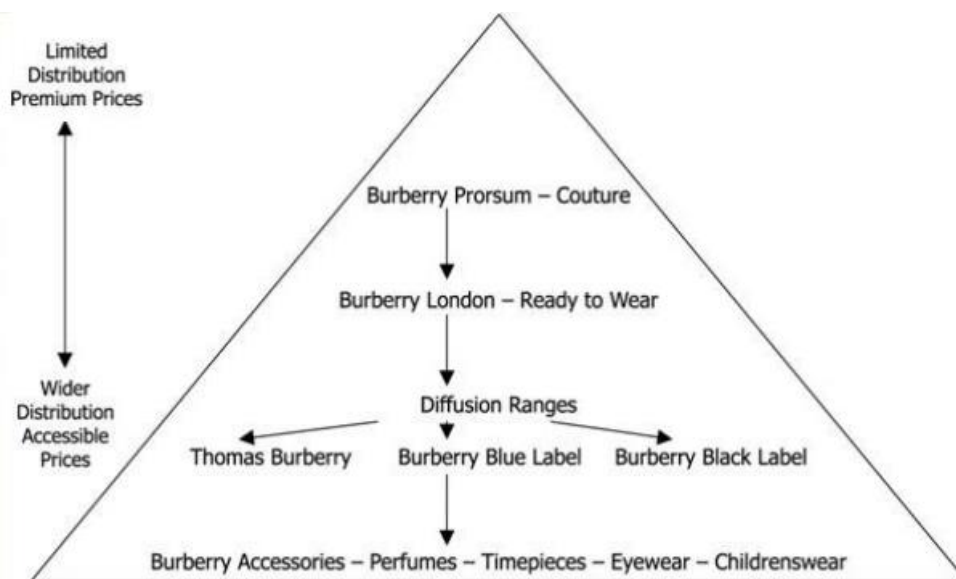 Limited
Distribution
Premium Prices
Burberry Prorsum – Couture
Burberry London – Ready to Wear
Wider
Distribution
Accessible
Prices
Diffusion Ranges
Thomas Burberry
Burberry Blue Label
Burberry Black Label
Burberry Accessories – Perfumes – Timepieces – Eyewear – Childrenswear